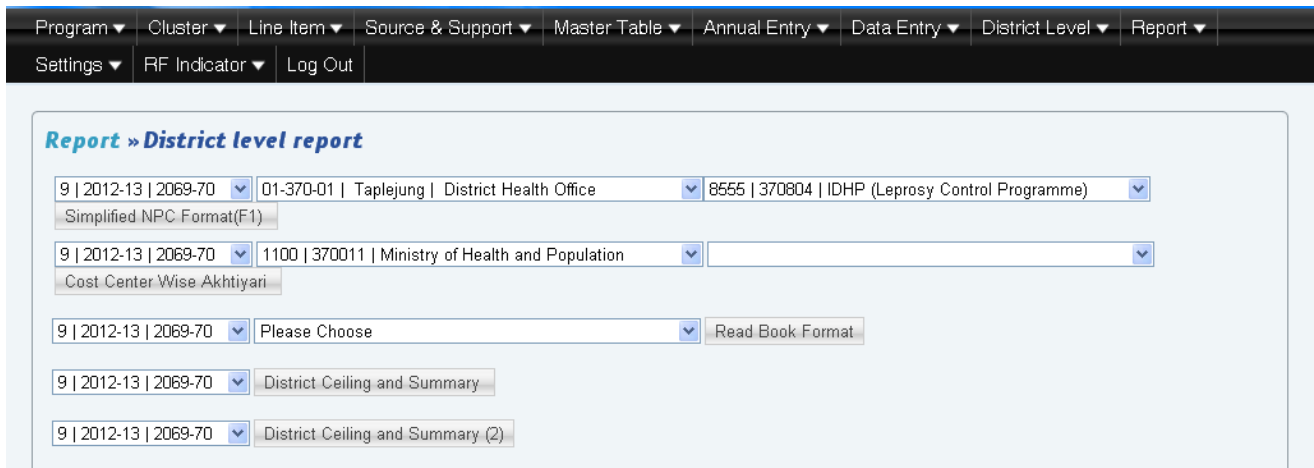 Program ▾ Cluster ▾ Line Item ▾ Source & Support ▾ Master Table ▾ Annual Entry ▾ Data Entry ▾ District Level ▾ Report ▾
Settings ▾ RF Indicator ▾ Log Out
Report » District level report
9 | 2012-13 | 2069-70 01-370-01 | Taplejung | District Health Office 8555 | 370804 | IDHP (Leprosy Control Programme)
Simplified NPC Format(F1)
9 | 2012-13 | 2069-70 1100 | 370011 | Ministry of Health and Population
Cost Center Wise Akhtiyari
9 | 2012-13 | 2069-70 Please Choose Read Book Format
9 | 2012-13 | 2069-70 District Ceiling and Summary
9 | 2012-13 | 2069-70 District Ceiling and Summary (2)